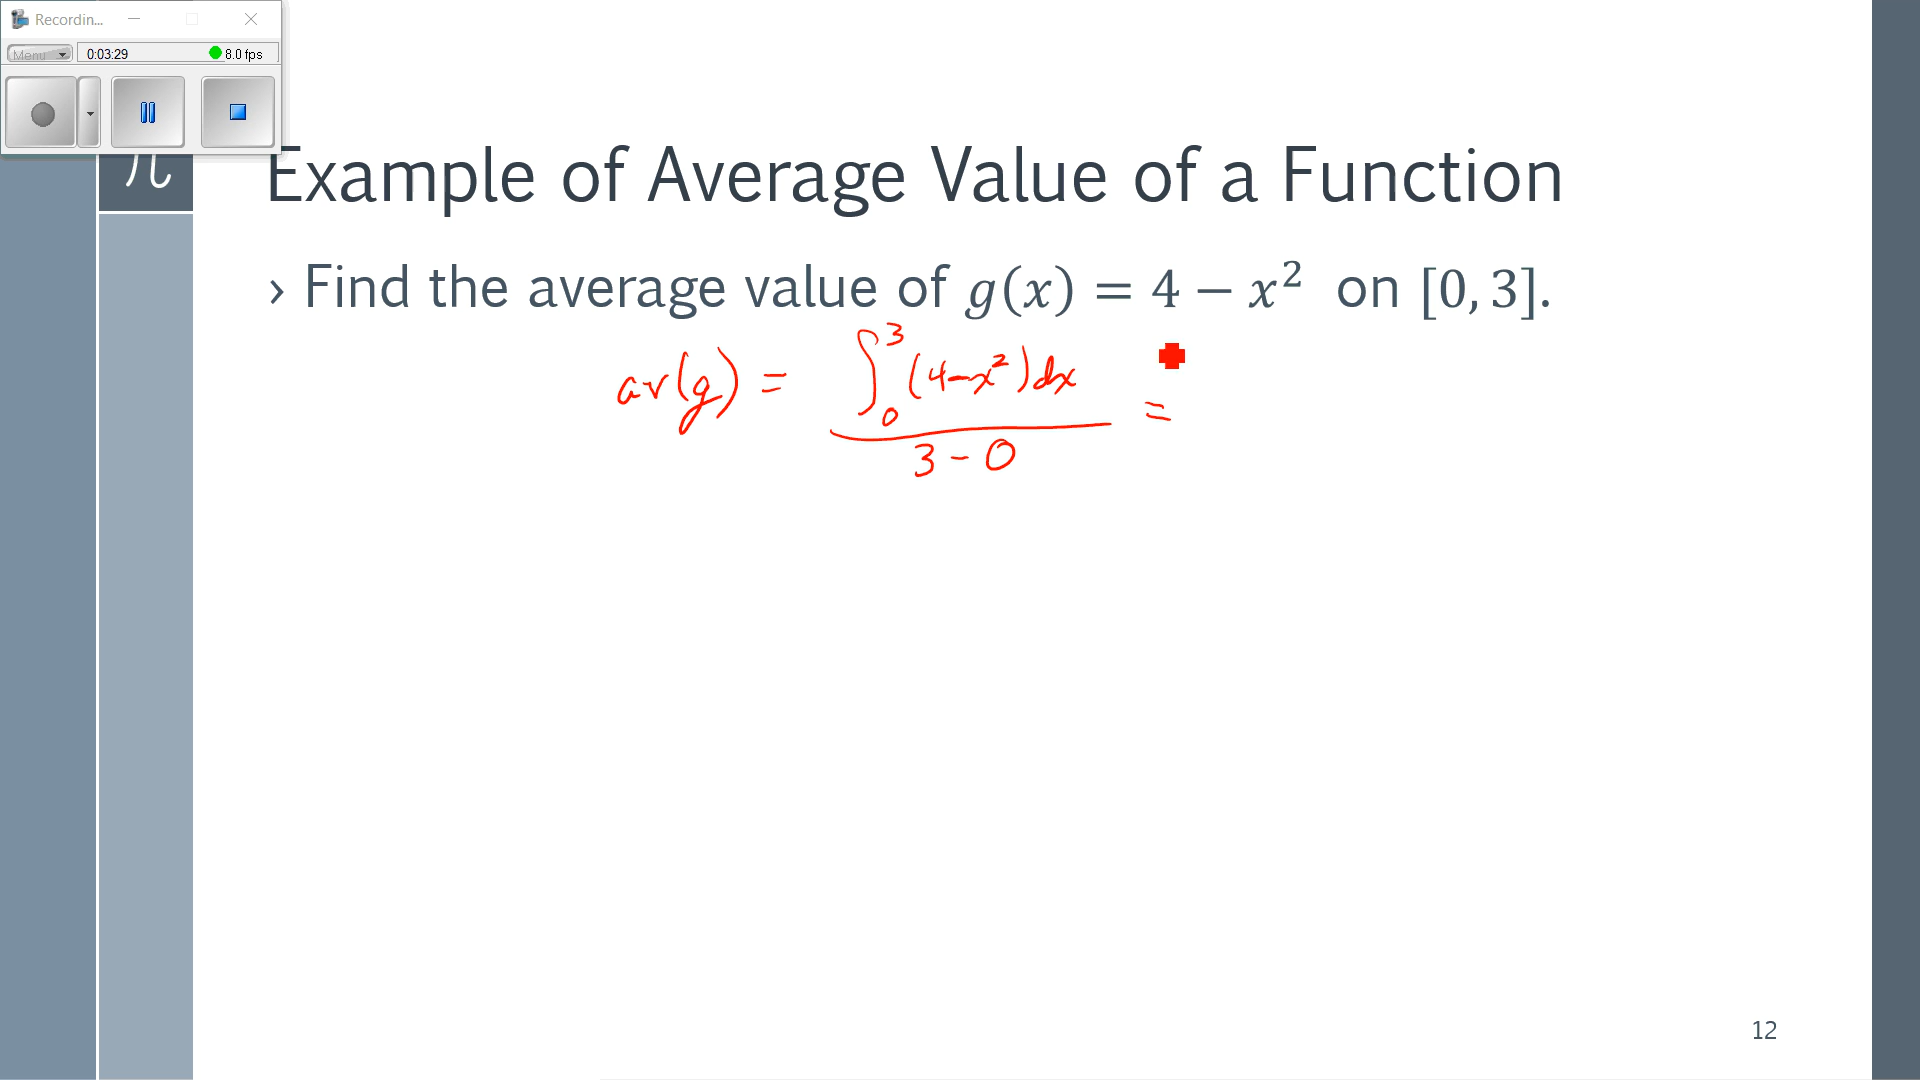 Recordin...
Menu 0:03:29 8.0 fps
π
Example of Average Value of a Function
› Find the average value of g(x) = 4 − x² on [0, 3].
av(g) = ∫₀³ (4-x²)dx =
3 - 0
12